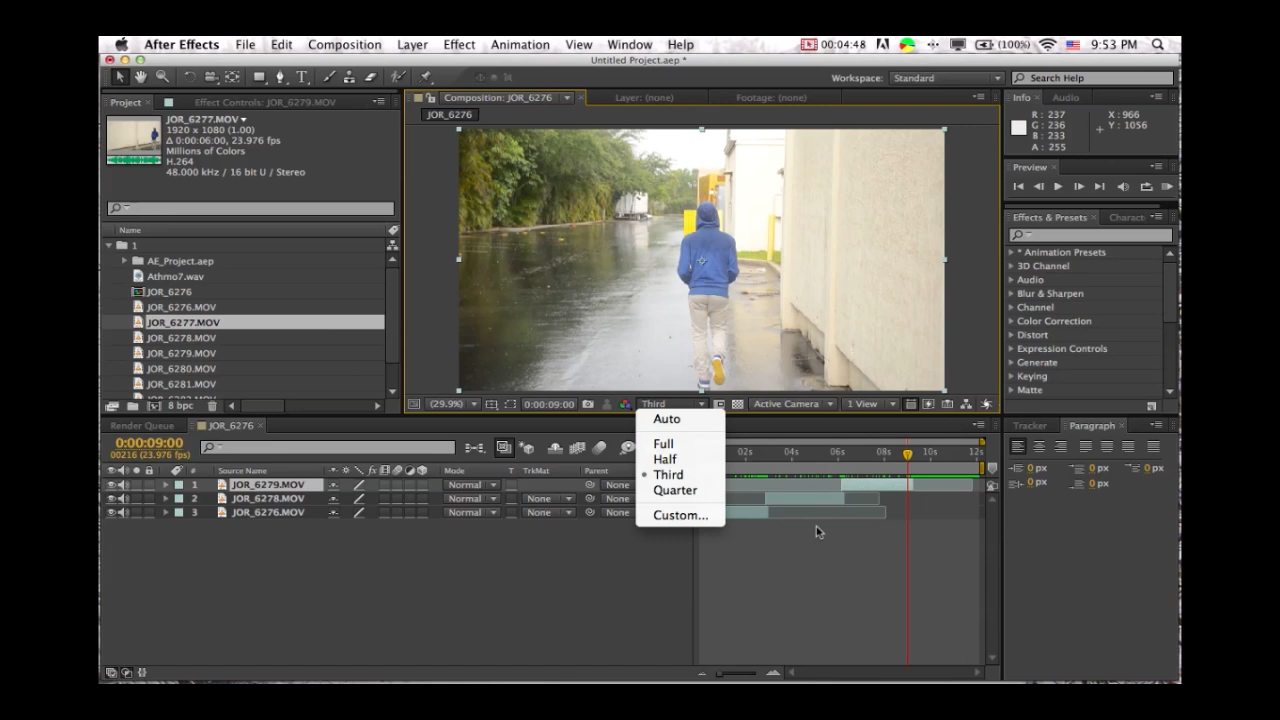 After Effects File Edit Composition Layer Effect Animation View Window Help 00:04:48 (100%) 9:53 PM
Untitled Project.aep *
Workspace: Standard Search Help
Project Effect Controls: JOR_6279.MOV
JOR_6277.MOV
1920 x 1080 (1.00)
Δ 0:00:06:00, 23.976 fps
Millions of Colors
H.264
48.000 kHz / 16 bit U / Stereo
Name
1
AE_Project.aep
Athmo7.wav
JOR_6276
JOR_6276.MOV
JOR_6277.MOV
JOR_6278.MOV
JOR_6279.MOV
JOR_6280.MOV
JOR_6281.MOV
8 bpc
Composition: JOR_6276 Layer: (none) Footage: (none)
JOR_6276
(29.9%) 0:00:09:00 Third Active Camera 1 View
Auto
Full
Half
Third
Quarter
Custom...
Info Audio
R : 237
G : 236
B : 233
A : 255
X : 966
Y : 1056
Preview
Effects & Presets Charact
* Animation Presets
3D Channel
Audio
Blur & Sharpen
Channel
Color Correction
Distort
Expression Controls
Generate
Keying
Matte
Render Queue JOR_6276
0:00:09:00
00216 (23.976 fps)
02s 04s 06s 08s 10s 12s
# Source Name Mode T TrkMat Parent
1 JOR_6279.MOV Normal None
2 JOR_6278.MOV Normal None None
3 JOR_6276.MOV Normal None None
Tracker Paragraph
0 px 0 px 0 px
0 px 0 px